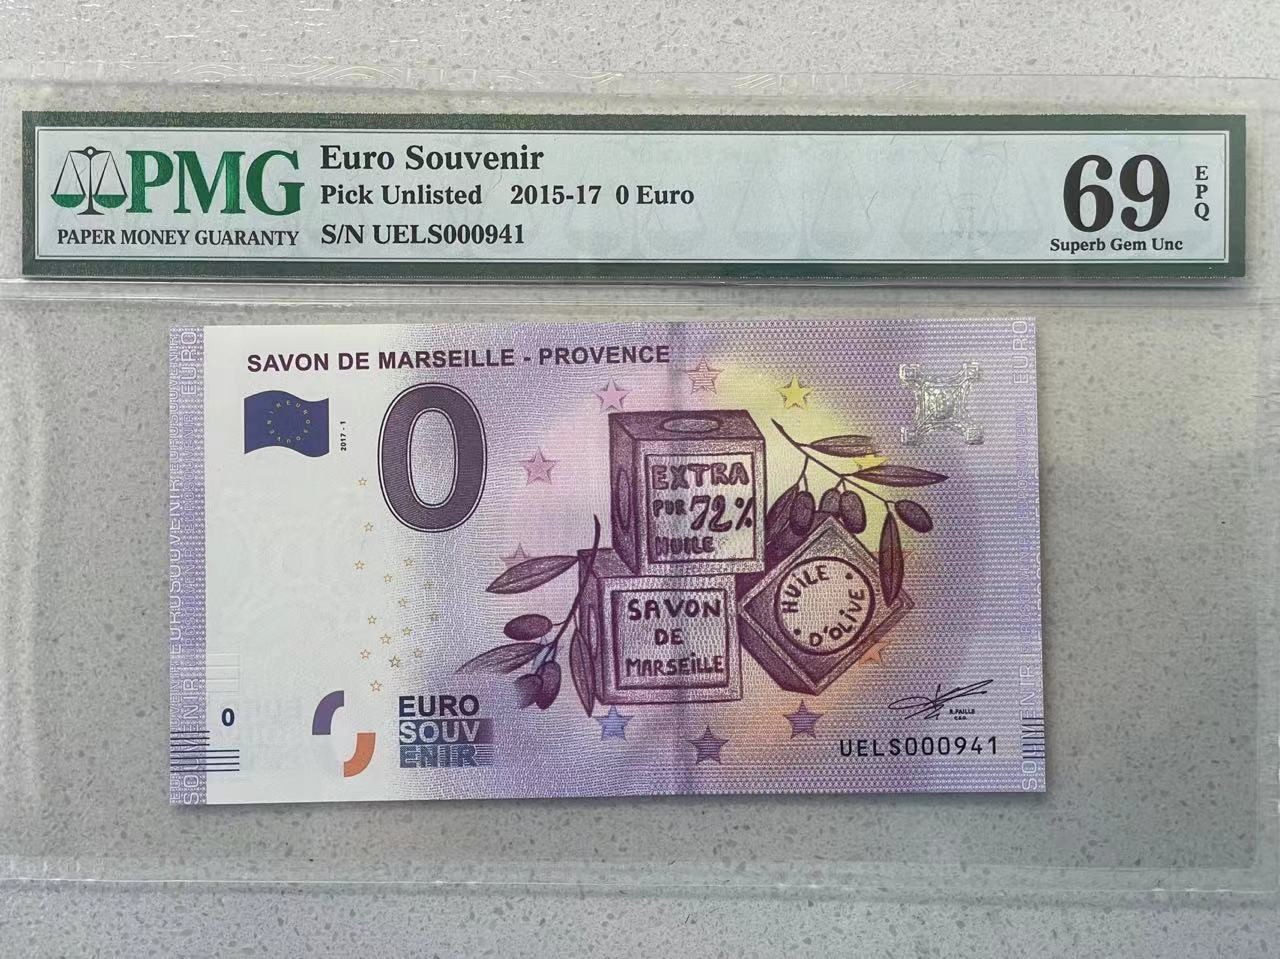 PMG
PAPER MONEY GUARANTY
Euro Souvenir
Pick Unlisted 2015-17 0 Euro
S/N UELS000941
69
EPQ
Superb Gem Unc
SAVON DE MARSEILLE - PROVENCE
2017 - 1
0
EXTRA
PUR 72%
HUILE
SAVON
DE
MARSEILLE
HUILE
D'OLIVE
0
EURO
SOUV
ENIR
R.FAILLE
UELS000941